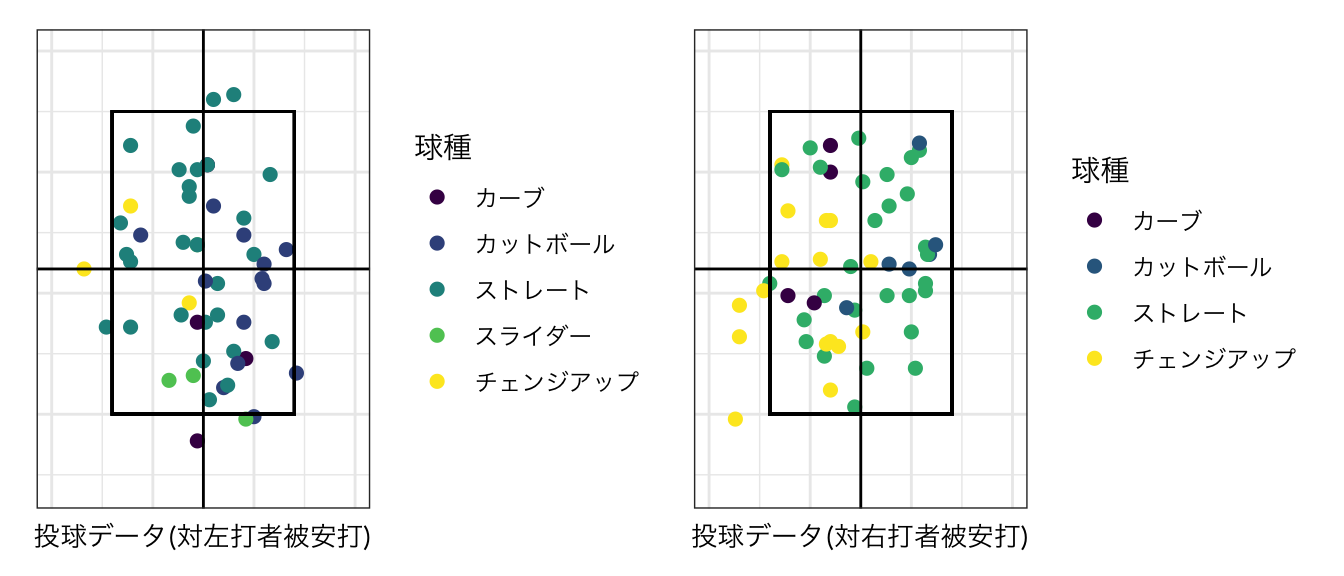 球種
カーブ
カットボール
ストレート
スライダー
チェンジアップ
投球データ(対左打者被安打)
球種
カーブ
カットボール
ストレート
チェンジアップ
投球データ(対右打者被安打)